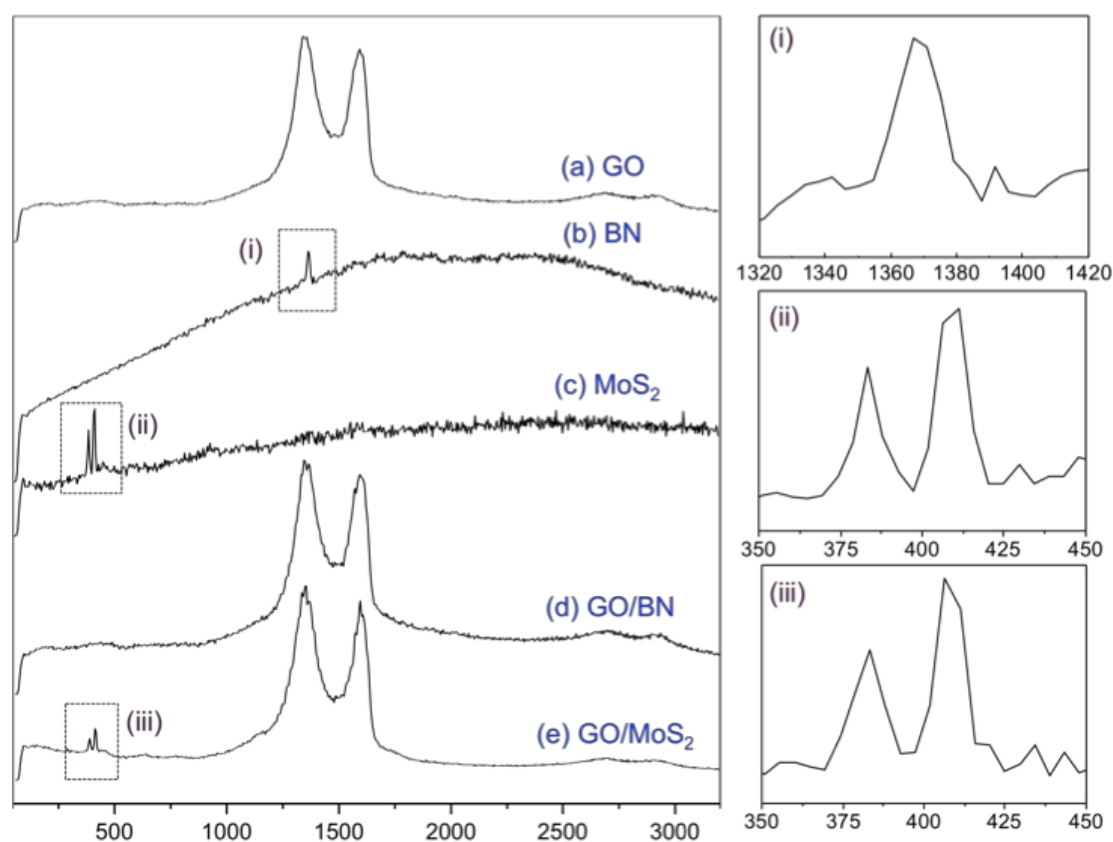 (a) GO
(i)
(b) BN
(ii)
(c) MoS₂
(d) GO/BN
(iii)
(e) GO/MoS₂
500 1000 1500 2000 2500 3000
(i)
1320 1340 1360 1380 1400 1420
(ii)
350 375 400 425 450
(iii)
350 375 400 425 450